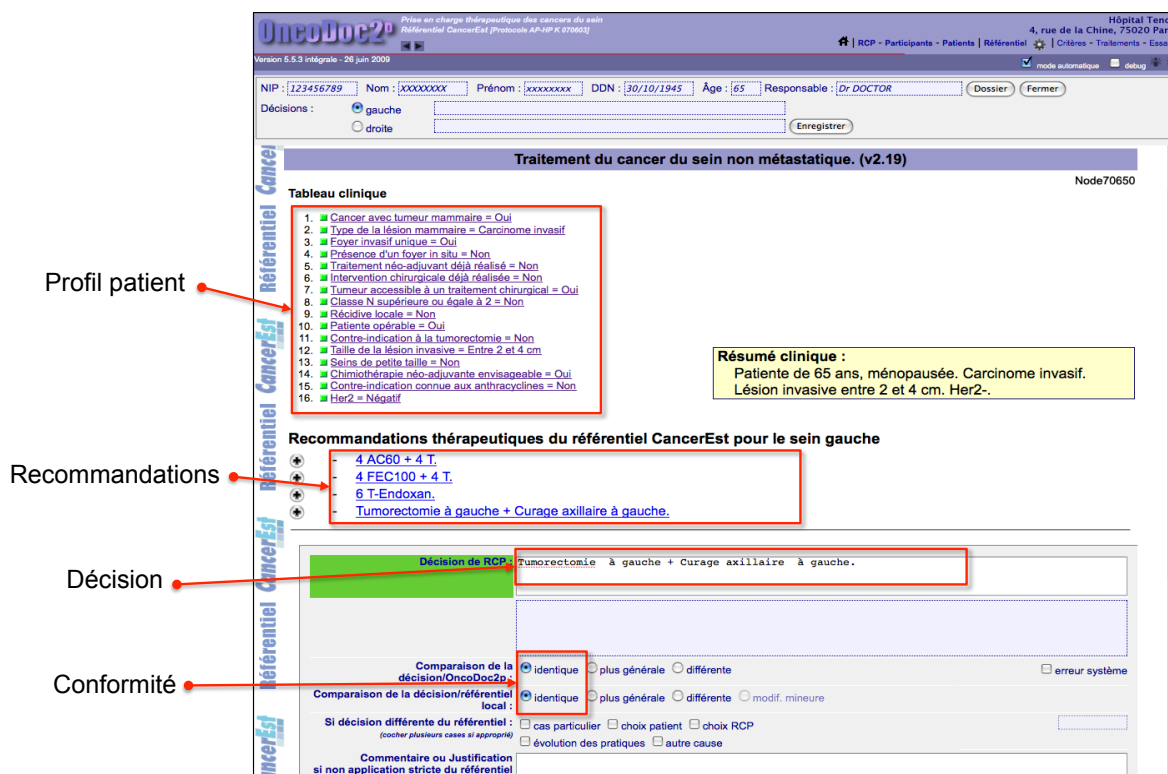 OncoDoc2p
Prise en charge thérapeutique des cancers du sein
Référentiel CancerEst [Protocole AP-HP K 070603]
Hôpital Teno
4, rue de la Chine, 75020 Par
| RCP - Participants - Patients | Référentiel | Critères - Traitements - Essa
Version 5.5.3 intégrale - 26 juin 2009
mode automatique debug
NIP : 123456789 Nom : XXXXXXXX Prénom : xxxxxxxx DDN : 30/10/1945 Âge : 65 Responsable : Dr DOCTOR Dossier Fermer
Décisions : gauche
droite Enregistrer
Traitement du cancer du sein non métastatique. (v2.19)
Node70650
Tableau clinique
1. Cancer avec tumeur mammaire = Oui
2. Type de la lésion mammaire = Carcinome invasif
3. Foyer invasif unique = Oui
4. Présence d'un foyer in situ = Non
5. Traitement néo-adjuvant déjà réalisé = Non
6. Intervention chirurgicale déjà réalisée = Non
7. Tumeur accessible à un traitement chirurgical = Oui
8. Classe N supérieure ou égale à 2 = Non
9. Récidive locale = Non
10. Patiente opérable = Oui
11. Contre-indication à la tumorectomie = Non
12. Taille de la lésion invasive = Entre 2 et 4 cm
13. Seins de petite taille = Non
14. Chimiothérapie néo-adjuvante envisageable = Oui
15. Contre-indication connue aux anthracyclines = Non
16. Her2 = Négatif
Profil patient
Résumé clinique :
Patiente de 65 ans, ménopausée. Carcinome invasif.
Lésion invasive entre 2 et 4 cm. Her2-.
Recommandations thérapeutiques du référentiel CancerEst pour le sein gauche
- 4 AC60 + 4 T.
- 4 FEC100 + 4 T.
- 6 T-Endoxan.
- Tumorectomie à gauche + Curage axillaire à gauche.
Recommandations
Décision de RCP : Tumorectomie à gauche + Curage axillaire à gauche.
Décision
Comparaison de la
décision/OncoDoc2p : identique plus générale différente erreur système
Conformité
Comparaison de la décision/référentiel
local : identique plus générale différente modif. mineure
Si décision différente du référentiel : cas particulier choix patient choix RCP
(cocher plusieurs cases si approprié) évolution des pratiques autre cause
Commentaire ou Justification
si non application stricte du référentiel
Référentiel CancerEst Référentiel CancerEst Référentiel CancerEst